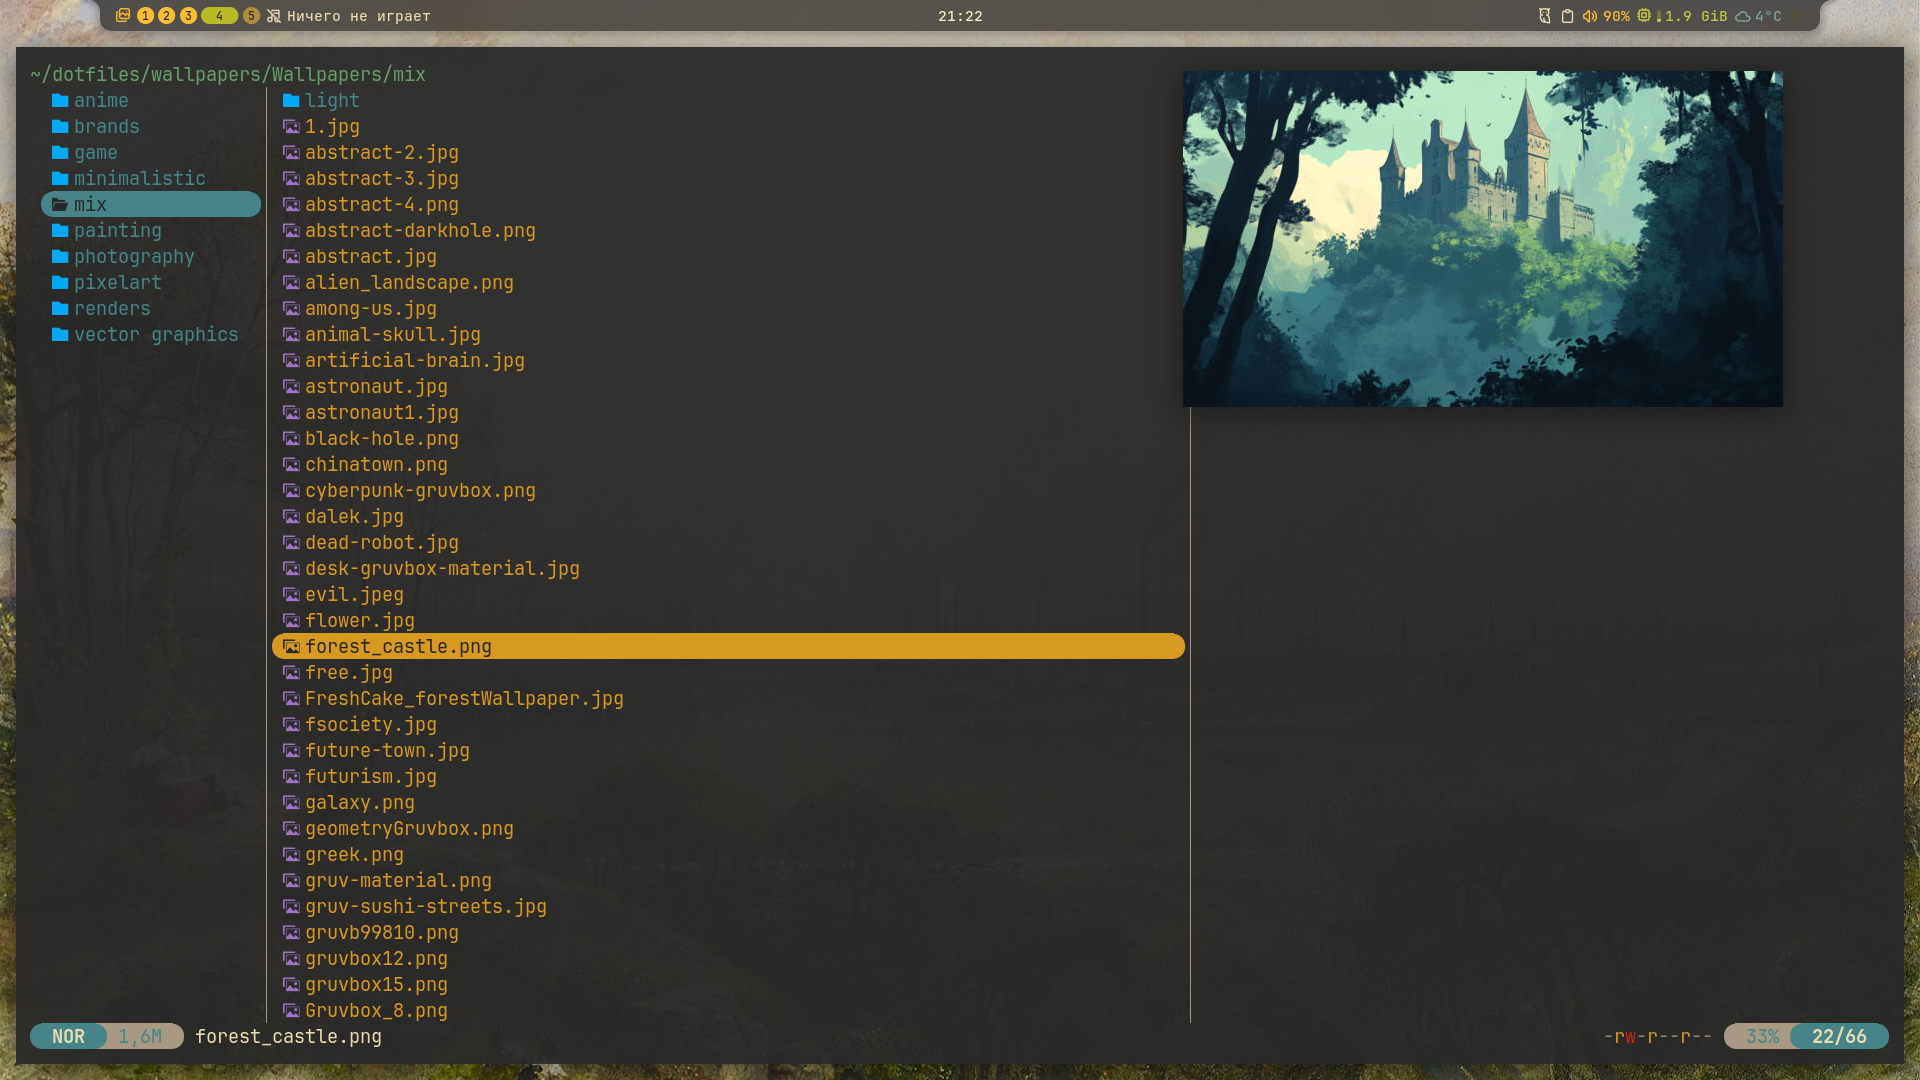 1 2 3 4 5 Ничего не играет 21:22 90% 1.9 GiB 4°C
~/dotfiles/wallpapers/Wallpapers/mix
anime
brands
game
minimalistic
mix
painting
photography
pixelart
renders
vector graphics
light
1.jpg
abstract-2.jpg
abstract-3.jpg
abstract-4.png
abstract-darkhole.png
abstract.jpg
alien_landscape.png
among-us.jpg
animal-skull.jpg
artificial-brain.jpg
astronaut.jpg
astronaut1.jpg
black-hole.png
chinatown.png
cyberpunk-gruvbox.png
dalek.jpg
dead-robot.jpg
desk-gruvbox-material.jpg
evil.jpeg
flower.jpg
forest_castle.png
free.jpg
FreshCake_forestWallpaper.jpg
fsociety.jpg
future-town.jpg
futurism.jpg
galaxy.png
geometryGruvbox.png
greek.png
gruv-material.png
gruv-sushi-streets.jpg
gruvb99810.png
gruvbox12.png
gruvbox15.png
Gruvbox_8.png
NOR 1,6M forest_castle.png -rw-r--r-- 33% 22/66